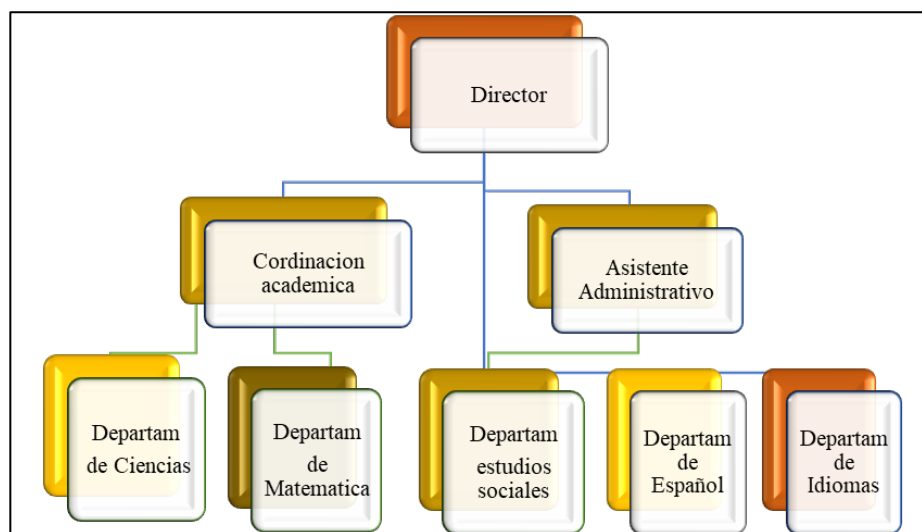 Director
Cordinacion
academica
Asistente
Administrativo
Departam
de Ciencias
Departam
de
Matematica
Departam
estudios
sociales
Departam
de
Español
Departam
de
Idiomas